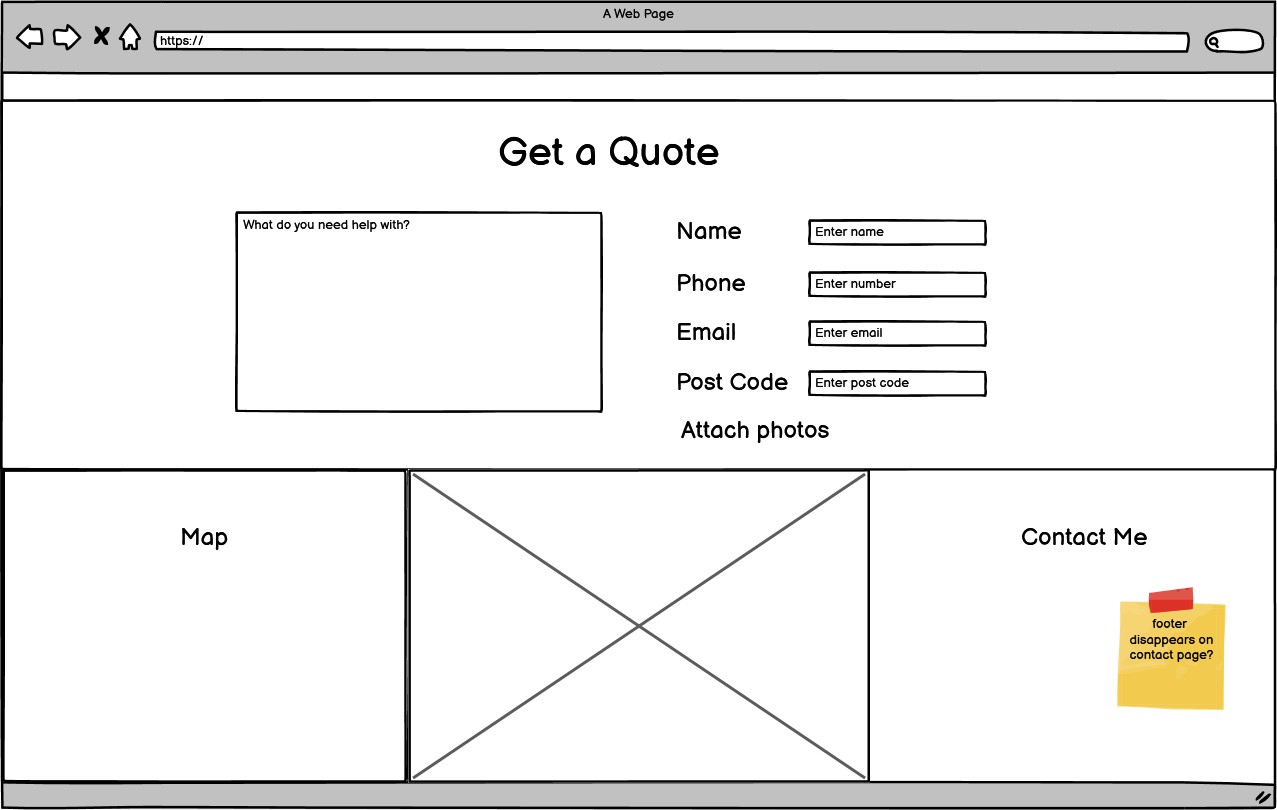 A Web Page
https://
Get a Quote
What do you need help with?
Name
Enter name
Phone
Enter number
Email
Enter email
Post Code
Enter post code
Attach photos
Map
Contact Me
footer
disappears on
contact page?